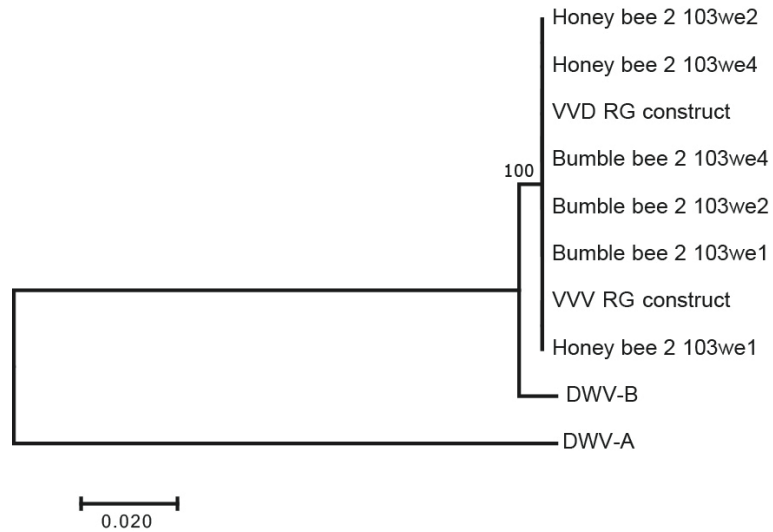 Honey bee 2 103we2
Honey bee 2 103we4
VVD RG construct
Bumble bee 2 103we4
100
Bumble bee 2 103we2
Bumble bee 2 103we1
VVV RG construct
Honey bee 2 103we1
DWV-B
DWV-A
0.020